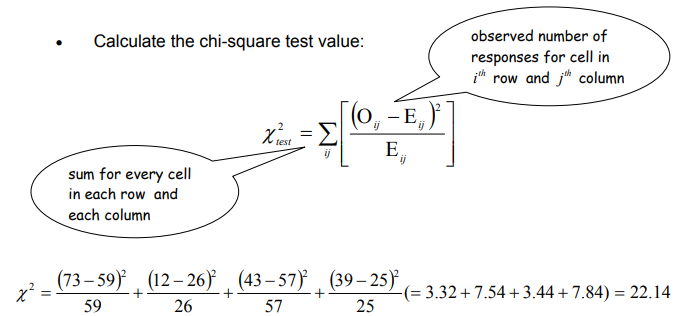 • Calculate the chi-square test value:
observed number of
responses for cell in
iᵗʰ row and jᵗʰ column
χ²test = Σij [ (Oij − Eij)² / Eij ]
sum for every cell
in each row and
each column
χ² = (73 − 59)² / 59 + (12 − 26)² / 26 + (43 − 57)² / 57 + (39 − 25)² / 25 (= 3.32 + 7.54 + 3.44 + 7.84) = 22.14